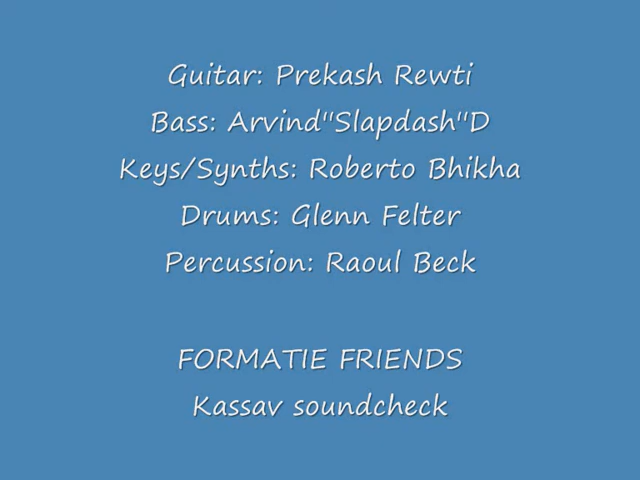 Guitar: Prekash Rewti
Bass: Arvind"Slapdash"D
Keys/Synths: Roberto Bhikha
Drums: Glenn Felter
Percussion: Raoul Beck
FORMATIE FRIENDS
Kassav soundcheck